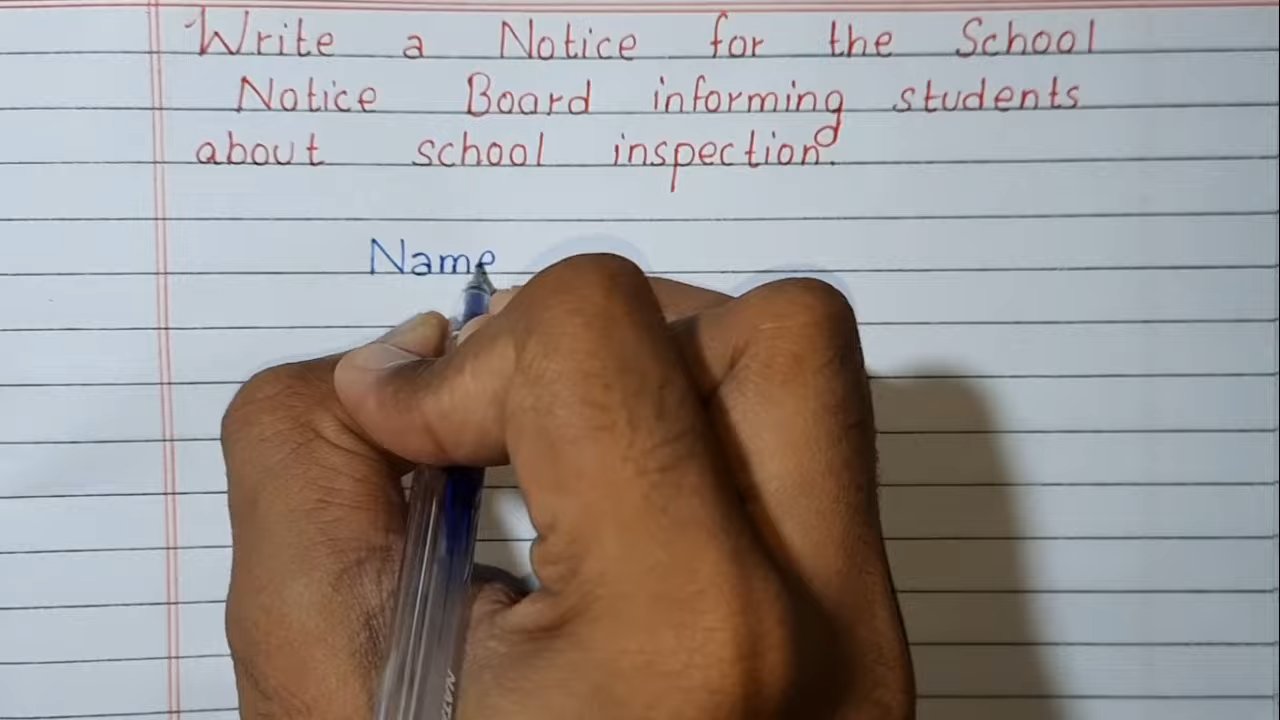 Write a Notice for the School
Notice Board informing students
about school inspection.
Name